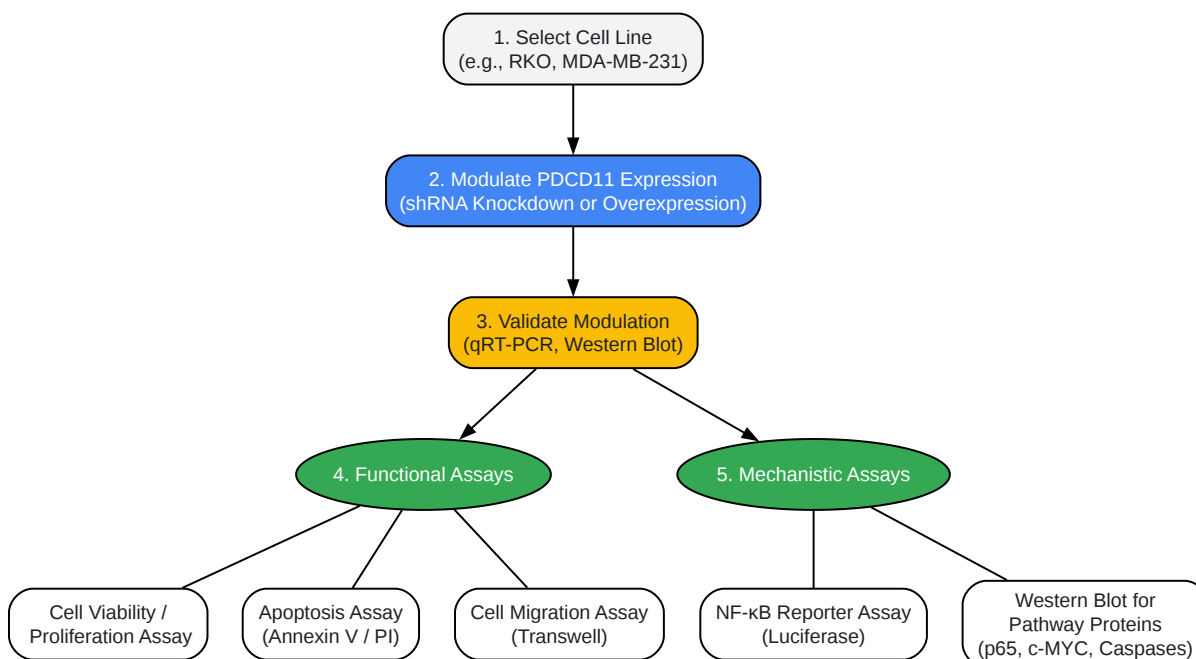 1. Select Cell Line
(e.g., RKO, MDA-MB-231)
2. Modulate PDCD11 Expression
(shRNA Knockdown or Overexpression)
3. Validate Modulation
(qRT-PCR, Western Blot)
4. Functional Assays
5. Mechanistic Assays
Cell Viability /
Proliferation Assay
Apoptosis Assay
(Annexin V / PI)
Cell Migration Assay
(Transwell)
NF-κB Reporter Assay
(Luciferase)
Western Blot for
Pathway Proteins
(p65, c-MYC, Caspases)